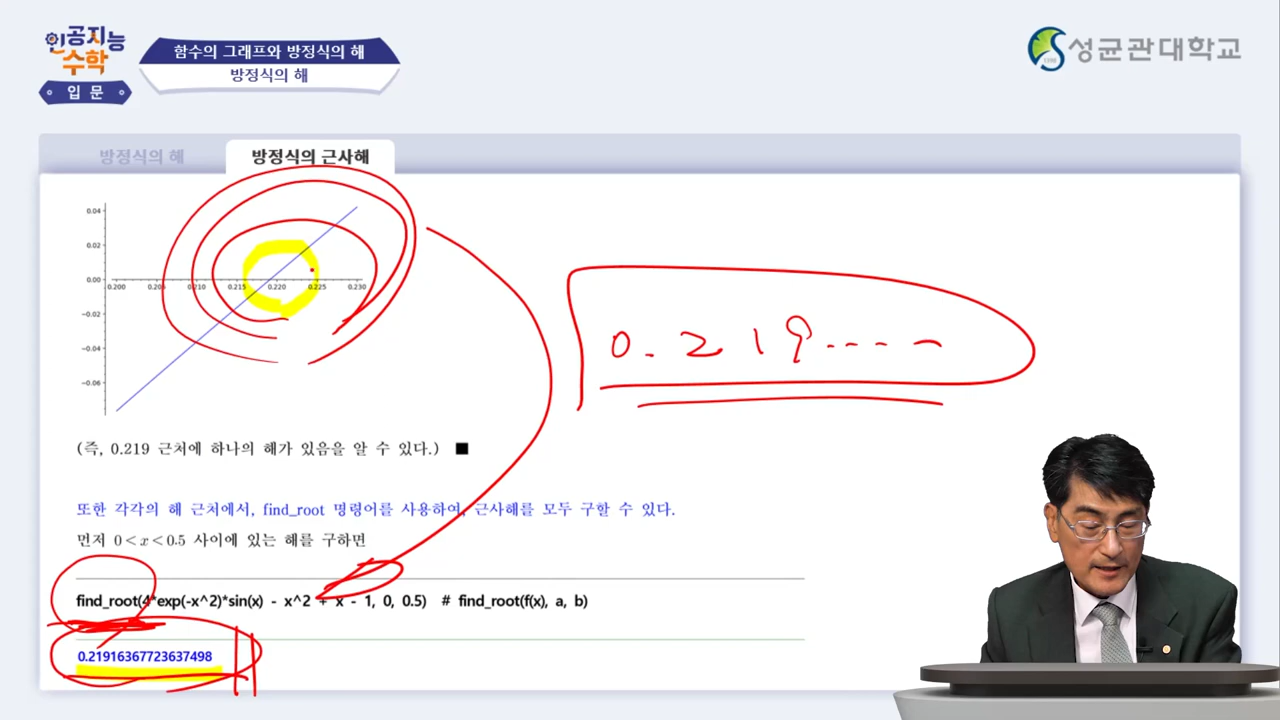 인공지능
수학
입문
함수의 그래프와 방정식의 해
방정식의 해
성균관대학교
1398
방정식의 해
방정식의 근사해
0.04
0.02
0.00
0.200 0.205 0.210 0.215 0.220 0.225 0.230
−0.02
−0.04
−0.06
0.219....
(즉, 0.219 근처에 하나의 해가 있음을 알 수 있다.) ■
또한 각각의 해 근처에서, find_root 명령어를 사용하여, 근사해를 모두 구할 수 있다.
먼저 0 < x < 0.5 사이에 있는 해를 구하면
find_root(4*exp(-x^2)*sin(x) - x^2 + x - 1, 0, 0.5) # find_root(f(x), a, b)
0.21916367723637498